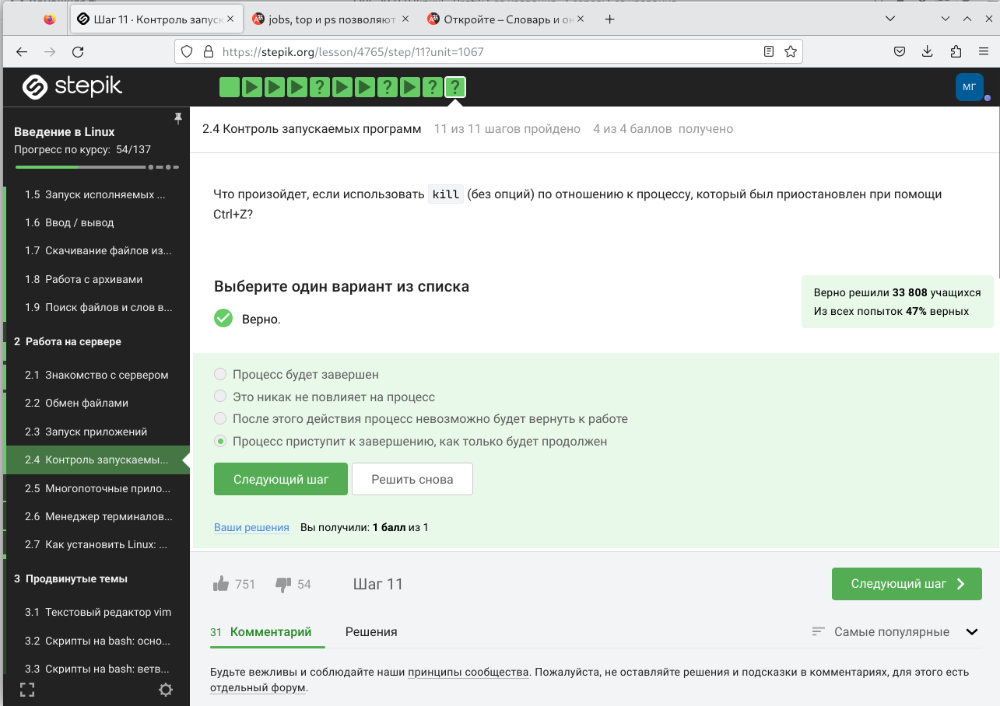 Шаг 11 · Контроль запуск
jobs, top и ps позволяют
Откройте – Словарь и он
https://stepik.org/lesson/4765/step/11?unit=1067
stepik
МГ
Введение в Linux
Прогресс по курсу: 54/137
1.5 Запуск исполняемых ...
1.6 Ввод / вывод
1.7 Скачивание файлов из...
1.8 Работа с архивами
1.9 Поиск файлов и слов в...
2 Работа на сервере
2.1 Знакомство с сервером
2.2 Обмен файлами
2.3 Запуск приложений
2.4 Контроль запускаемы...
2.5 Многопоточные прило...
2.6 Менеджер терминалов...
2.7 Как установить Linux: ...
3 Продвинутые темы
3.1 Текстовый редактор vim
3.2 Скрипты на bash: осно...
3.3 Скрипты на bash: ветв...
2.4 Контроль запускаемых программ 11 из 11 шагов пройдено 4 из 4 баллов получено
Что произойдет, если использовать kill (без опций) по отношению к процессу, который был приостановлен при помощи
Ctrl+Z?
Выберите один вариант из списка
Верно.
Верно решили 33 808 учащихся
Из всех попыток 47% верных
Процесс будет завершен
Это никак не повлияет на процесс
После этого действия процесс невозможно будет вернуть к работе
Процесс приступит к завершению, как только будет продолжен
Следующий шаг
Решить снова
Ваши решения Вы получили: 1 балл из 1
751
54
Шаг 11
Следующий шаг
31 Комментарий
Решения
Самые популярные
Будьте вежливы и соблюдайте наши принципы сообщества. Пожалуйста, не оставляйте решения и подсказки в комментариях, для этого есть
отдельный форум.